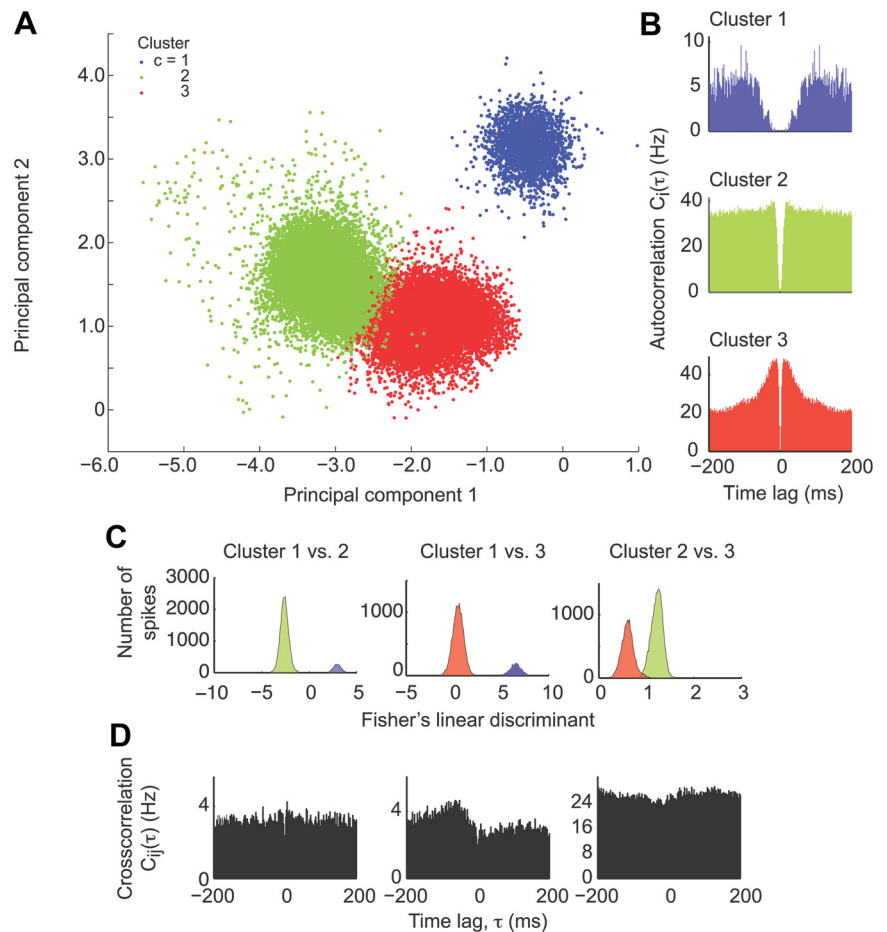 A
Cluster
c = 1
2
3
4.0
3.0
2.0
1.0
0
Principal component 2
−6.0 −5.0 −4.0 −3.0 −2.0 −1.0 0 1.0
Principal component 1
B
Autocorrelation Ci(τ) (Hz)
Cluster 1
10
5
0
Cluster 2
40
20
0
Cluster 3
40
20
0
−200 0 200
Time lag (ms)
C
Cluster 1 vs. 2 Cluster 1 vs. 3 Cluster 2 vs. 3
Number of
spikes
3000
2000
1000
0
−10 −5 0 5
1000
0
−5 0 5 10
1000
0
0 1 2 3
Fisher’s linear discriminant
D
Crosscorrelation
Cij(τ) (Hz)
4
0
−200 0 200
4
0
−200 0 200
24
16
8
0
−200 0 200
Time lag, τ (ms)